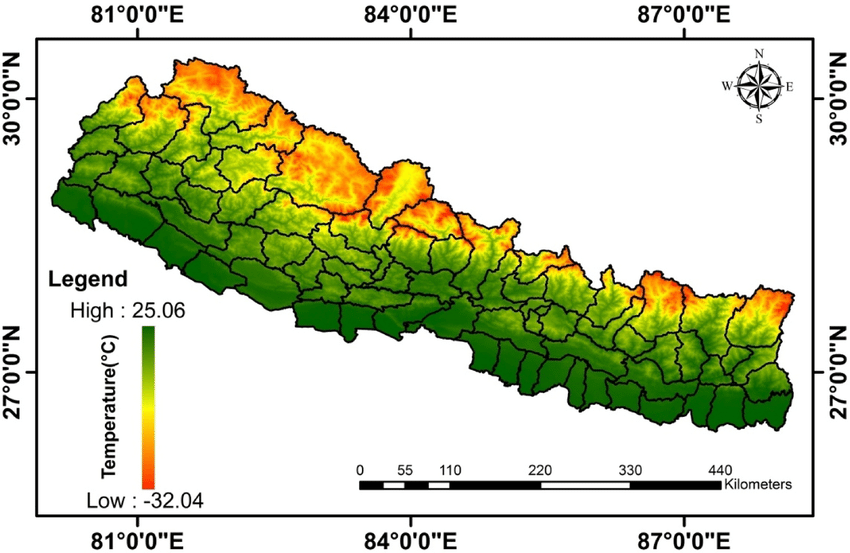 81°0'0"E 84°0'0"E 87°0'0"E
N
W E
S
30°0'0"N 30°0'0"N
Legend
High : 25.06
Temperature(°C)
Low : -32.04
27°0'0"N 27°0'0"N
0 55 110 220 330 440
Kilometers
81°0'0"E 84°0'0"E 87°0'0"E